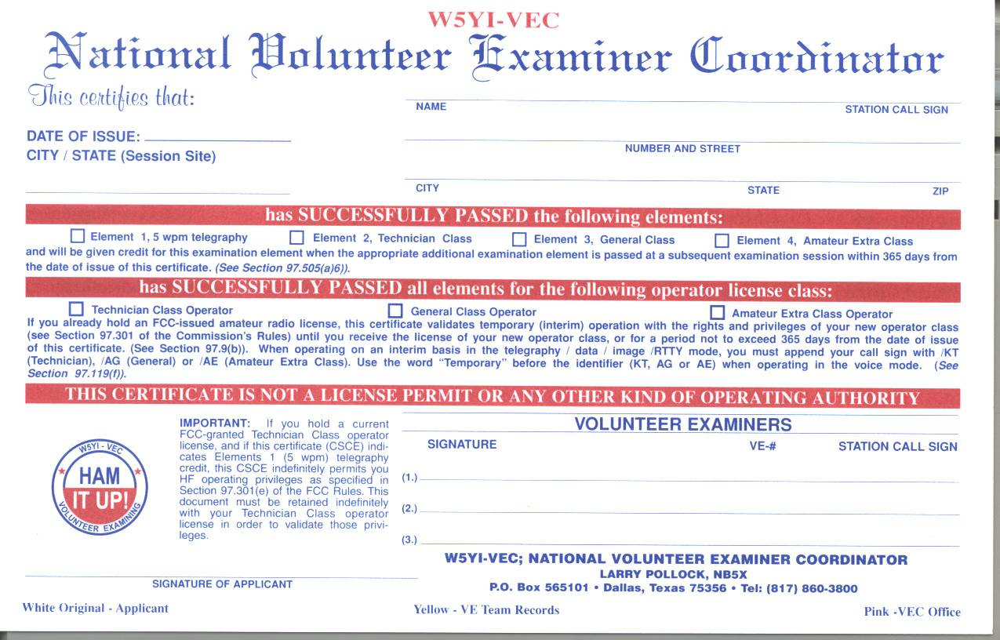 W5YI-VEC
National Volunteer Examiner Coordinator
This certifies that:
NAME STATION CALL SIGN
DATE OF ISSUE:
NUMBER AND STREET
CITY / STATE (Session Site)
CITY STATE ZIP
has SUCCESSFULLY PASSED the following elements:
Element 1, 5 wpm telegraphy Element 2, Technician Class Element 3, General Class Element 4, Amateur Extra Class
and will be given credit for this examination element when the appropriate additional examination element is passed at a subsequent examination session within 365 days from
the date of issue of this certificate. (See Section 97.505(a)6)).
has SUCCESSFULLY PASSED all elements for the following operator license class:
Technician Class Operator General Class Operator Amateur Extra Class Operator
If you already hold an FCC-issued amateur radio license, this certificate validates temporary (interim) operation with the rights and privileges of your new operator class
(see Section 97.301 of the Commission's Rules) until you receive the license of your new operator class, or for a period not to exceed 365 days from the date of issue
of this certificate. (See Section 97.9(b)). When operating on an interim basis in the telegraphy / data / image /RTTY mode, you must append your call sign with /KT
(Technician), /AG (General) or /AE (Amateur Extra Class). Use the word "Temporary" before the identifier (KT, AG or AE) when operating in the voice mode. (See
Section 97.119(f)).
THIS CERTIFICATE IS NOT A LICENSE PERMIT OR ANY OTHER KIND OF OPERATING AUTHORITY
W5YI - VEC
HAM
IT UP!
VOLUNTEER EXAMINING
IMPORTANT: If you hold a current
FCC-granted Technician Class operator
license, and if this certificate (CSCE) indi-
cates Elements 1 (5 wpm) telegraphy
credit, this CSCE indefinitely permits you
HF operating privileges as specified in
Section 97.301(e) of the FCC Rules. This
document must be retained indefinitely
with your Technician Class operator
license in order to validate those privi-
leges.
VOLUNTEER EXAMINERS
SIGNATURE VE-# STATION CALL SIGN
(1.)
(2.)
(3.)
W5YI-VEC; NATIONAL VOLUNTEER EXAMINER COORDINATOR
LARRY POLLOCK, NB5X
P.O. Box 565101 • Dallas, Texas 75356 • Tel: (817) 860-3800
SIGNATURE OF APPLICANT
White Original - Applicant Yellow - VE Team Records Pink -VEC Office